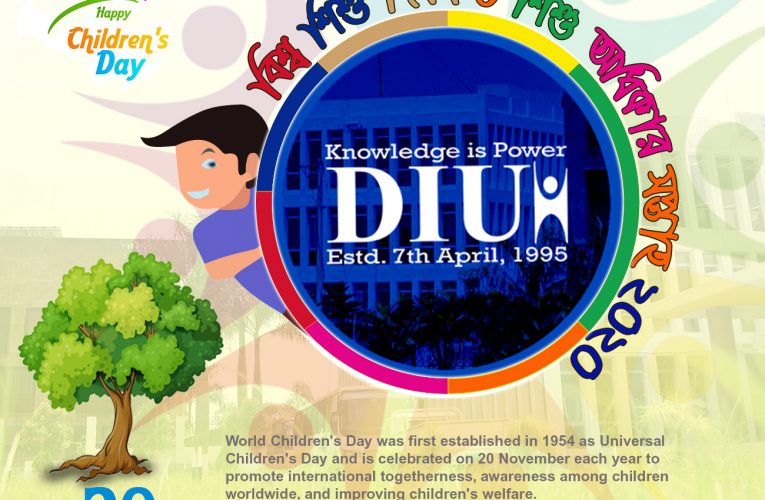 Happy
Children's
Day
বিশ্ব শিশু শিশু অধিকার সপ্তাহ ২০২০
Knowledge is Power
DIU
Estd. 7th April, 1995
World Children's Day was first established in 1954 as Universal
Children's Day and is celebrated on 20 November each year to
promote international togetherness, awareness among children
worldwide, and improving children's welfare.
20